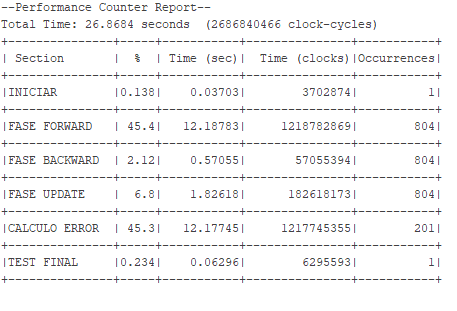 --Performance Counter Report--
Total Time: 26.8684 seconds  (2686840466 clock-cycles)
+---------------+-----+-----------+---------------+-----------+
| Section       |  %  | Time (sec)|  Time (clocks)|Occurrences|
+---------------+-----+-----------+---------------+-----------+
|INICIAR        |0.138|    0.03703|        3702874|          1|
+---------------+-----+-----------+---------------+-----------+
|FASE FORWARD   | 45.4|   12.18783|     1218782869|        804|
+---------------+-----+-----------+---------------+-----------+
|FASE BACKWARD  | 2.12|    0.57055|       57055394|        804|
+---------------+-----+-----------+---------------+-----------+
|FASE UPDATE    |  6.8|    1.82618|      182618173|        804|
+---------------+-----+-----------+---------------+-----------+
|CALCULO ERROR  | 45.3|   12.17745|     1217745355|        201|
+---------------+-----+-----------+---------------+-----------+
|TEST FINAL     |0.234|    0.06296|        6295593|          1|
+---------------+-----+-----------+---------------+-----------+